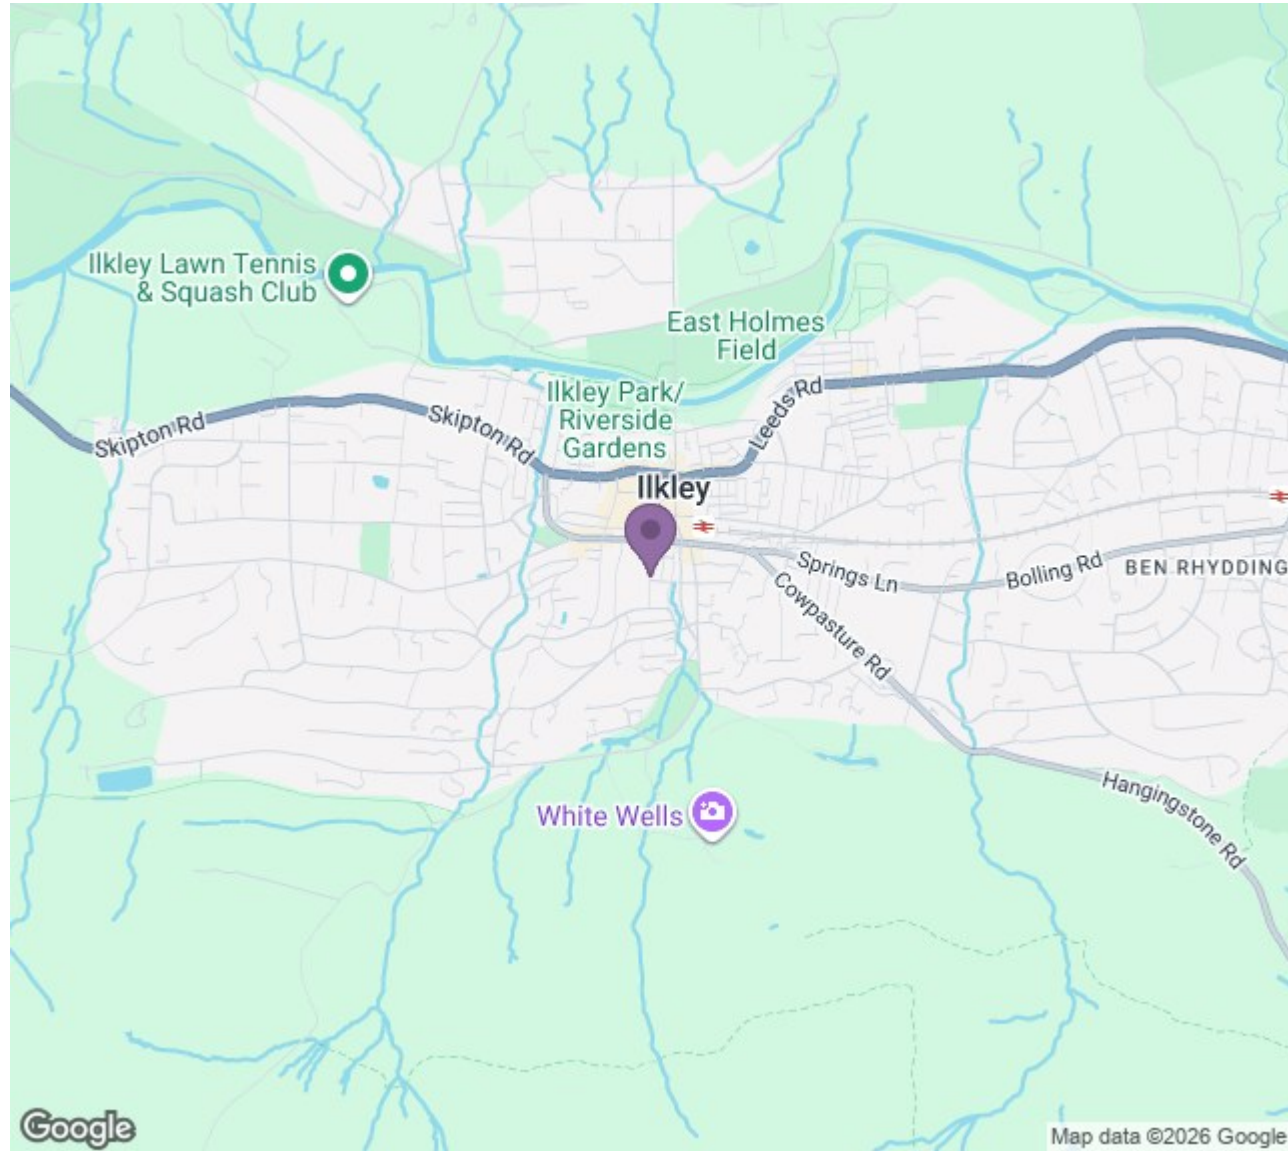 Ilkley Lawn Tennis
& Squash Club
East Holmes
Field
Ilkley Park/
Riverside
Gardens
Leeds Rd
Skipton Rd
Skipton Rd
Ilkley
Springs Ln
Bolling Rd
BEN RHYDDING
Cowpasture Rd
Hangingstone Rd
White Wells
Google
Map data ©2026 Google